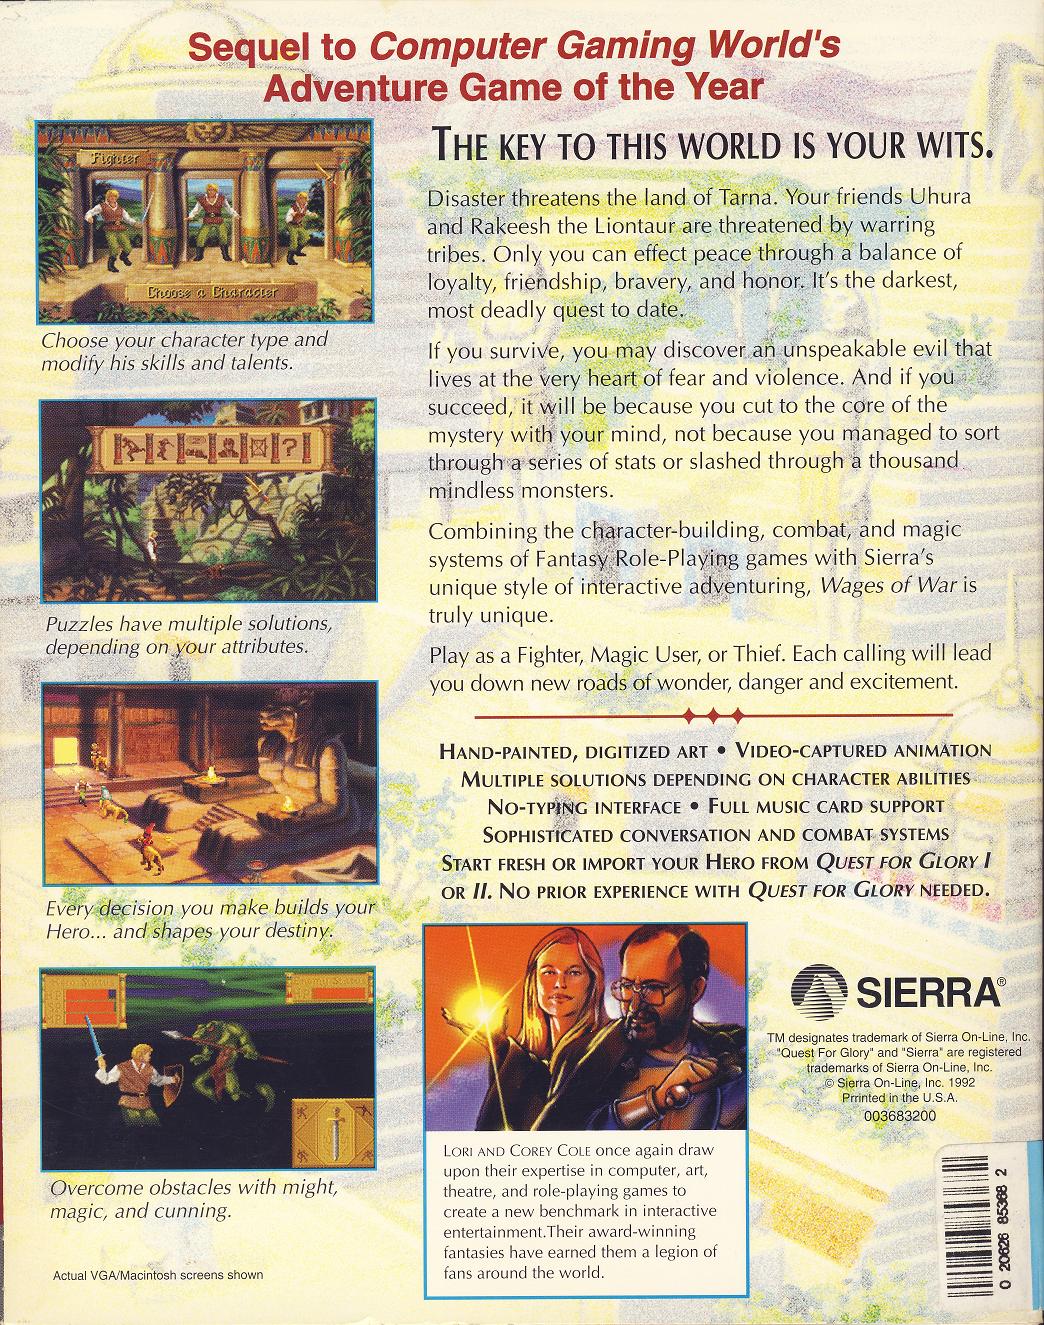 Sequel to Computer Gaming World's
Adventure Game of the Year
Fighter
Choose a Character
Choose your character type and
modify his skills and talents.
?
Puzzles have multiple solutions,
depending on your attributes.
Every decision you make builds your
Hero... and shapes your destiny.
Overcome obstacles with might,
magic, and cunning.
Actual VGA/Macintosh screens shown
THE KEY TO THIS WORLD IS YOUR WITS.
Disaster threatens the land of Tarna. Your friends Uhura
and Rakeesh the Liontaur are threatened by warring
tribes. Only you can effect peace through a balance of
loyalty, friendship, bravery, and honor. It's the darkest,
most deadly quest to date.
If you survive, you may discover an unspeakable evil that
lives at the very heart of fear and violence. And if you
succeed, it will be because you cut to the core of the
mystery with your mind, not because you managed to sort
through a series of stats or slashed through a thousand
mindless monsters.
Combining the character-building, combat, and magic
systems of Fantasy Role-Playing games with Sierra's
unique style of interactive adventuring, Wages of War is
truly unique.
Play as a Fighter, Magic User, or Thief. Each calling will lead
you down new roads of wonder, danger and excitement.
HAND-PAINTED, DIGITIZED ART • VIDEO-CAPTURED ANIMATION
MULTIPLE SOLUTIONS DEPENDING ON CHARACTER ABILITIES
NO-TYPING INTERFACE • FULL MUSIC CARD SUPPORT
SOPHISTICATED CONVERSATION AND COMBAT SYSTEMS
START FRESH OR IMPORT YOUR HERO FROM QUEST FOR GLORY I
OR II. NO PRIOR EXPERIENCE WITH QUEST FOR GLORY NEEDED.
LORI AND COREY COLE once again draw
upon their expertise in computer, art,
theatre, and role-playing games to
create a new benchmark in interactive
entertainment.Their award-winning
fantasies have earned them a legion of
fans around the world.
SIERRA®
TM designates trademark of Sierra On-Line, Inc.
"Quest For Glory" and "Sierra" are registered
trademarks of Sierra On-Line, Inc.
© Sierra On-Line, Inc. 1992
Prrinted in the U.S.A.
003683200
0 20626 85368 2